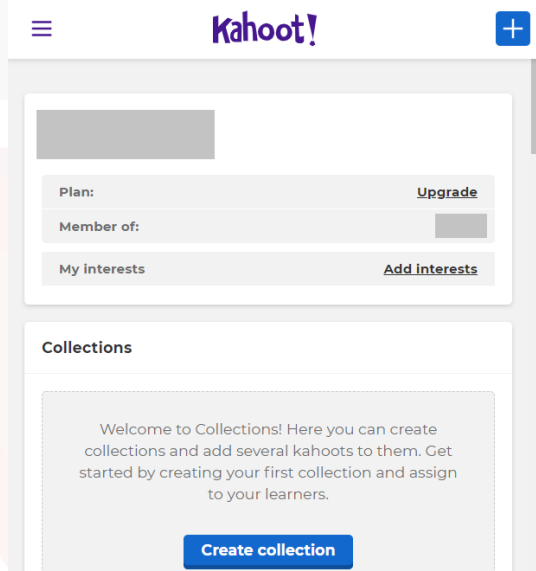 Kahoot!
Plan:
Upgrade
Member of:
My interests
Add interests
Collections
Welcome to Collections! Here you can create
collections and add several kahoots to them. Get
started by creating your first collection and assign
to your learners.
Create collection